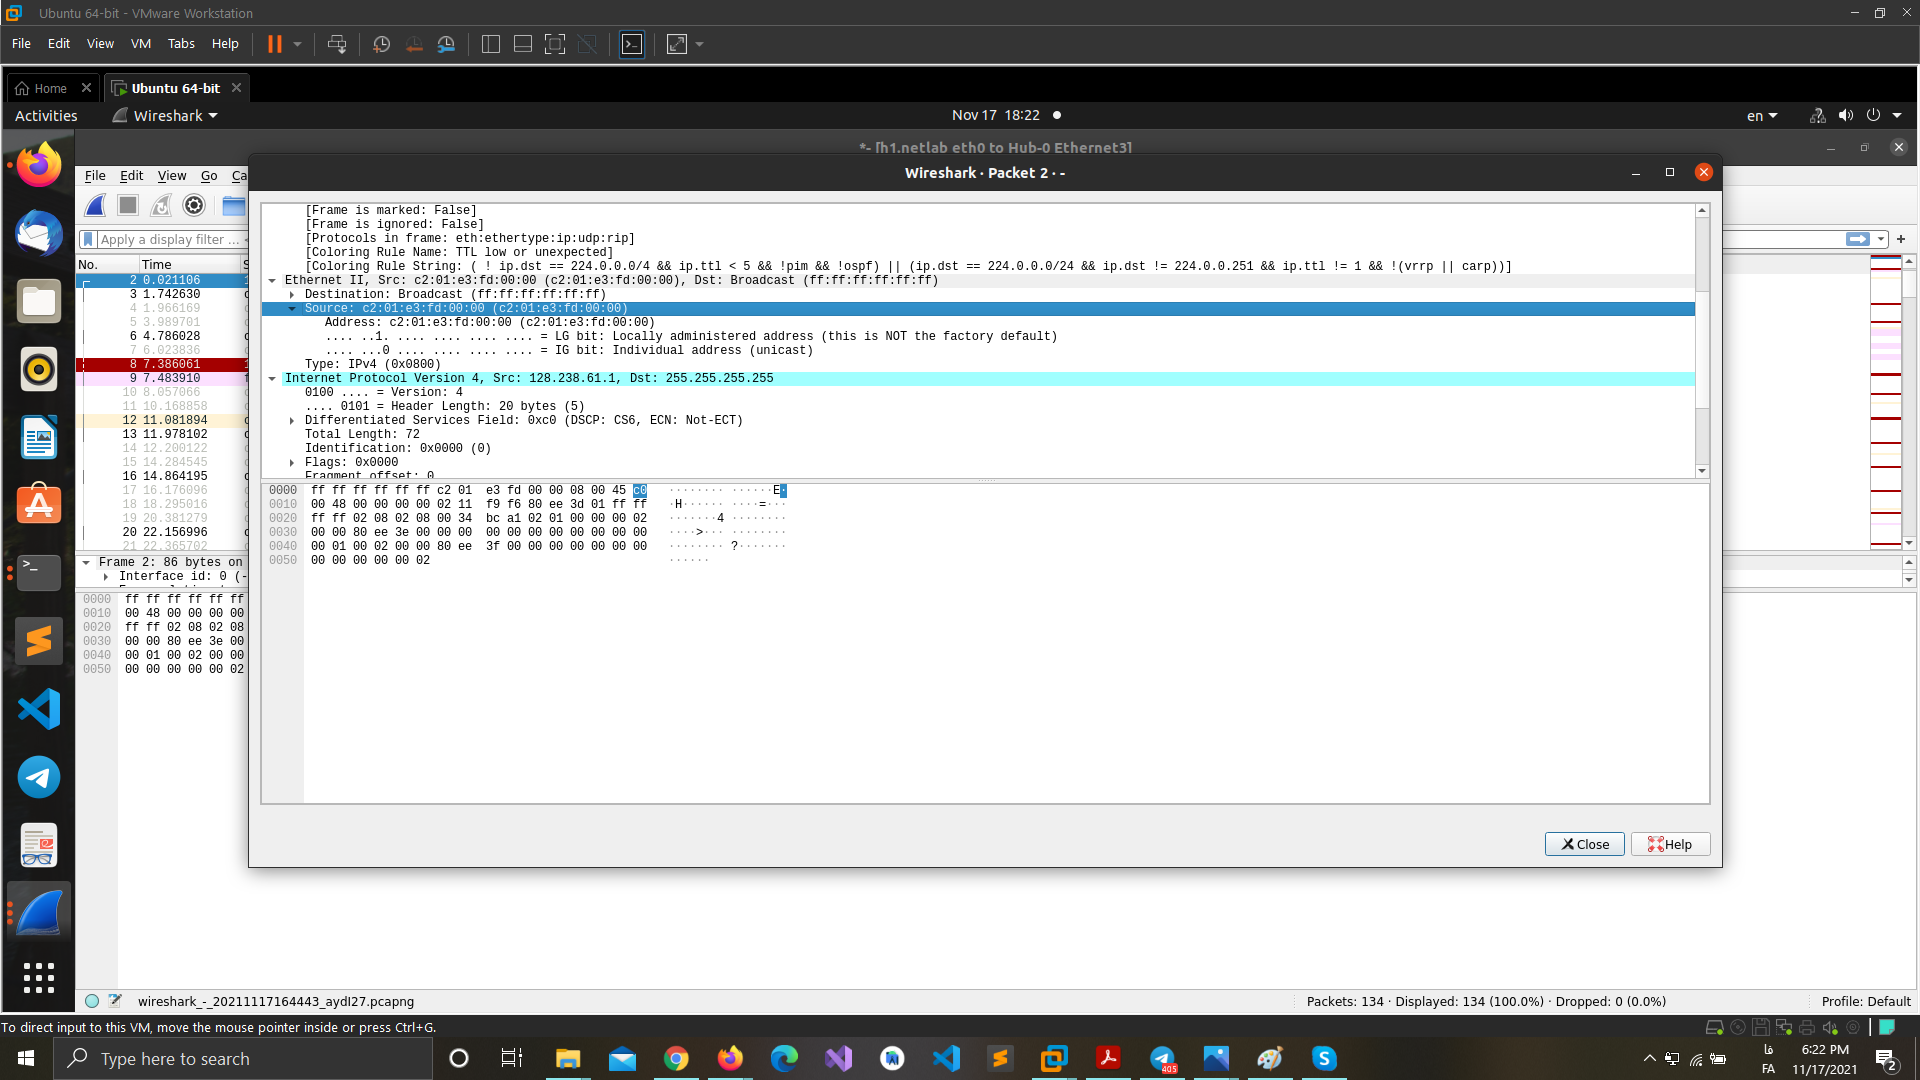 Ubuntu 64-bit - VMware Workstation
File Edit View VM Tabs Help
Home
Ubuntu 64-bit
Activities Wireshark Nov 17 18:22 en
*- [h1.netlab eth0 to Hub-0 Ethernet3]
Wireshark · Packet 2 · -
File Edit View Go Ca
Apply a display filter ...
No. Time S
2 0.021106 1
3 1.742630 c
4 1.966169 c
5 3.989701 c
6 4.786028 c
7 6.023836 c
8 7.386061 1
9 7.483910 f
10 8.057066 c
11 10.168858 c
12 11.081894 c
13 11.978102 c
14 12.200122 c
15 14.284545 c
16 14.864195 c
17 16.176096 c
18 18.295016 c
19 20.381279 c
20 22.156996 c
21 22.365702 c
Frame 2: 86 bytes on
Interface id: 0 (-
0000 ff ff ff ff ff ff
0010 00 48 00 00 00 00
0020 ff ff 02 08 02 08
0030 00 00 80 ee 3e 00
0040 00 01 00 02 00 00
0050 00 00 00 00 00 02
[Frame is marked: False]
[Frame is ignored: False]
[Protocols in frame: eth:ethertype:ip:udp:rip]
[Coloring Rule Name: TTL low or unexpected]
[Coloring Rule String: ( ! ip.dst == 224.0.0.0/4 && ip.ttl < 5 && !pim && !ospf) || (ip.dst == 224.0.0.0/24 && ip.dst != 224.0.0.251 && ip.ttl != 1 && !(vrrp || carp))]
Ethernet II, Src: c2:01:e3:fd:00:00 (c2:01:e3:fd:00:00), Dst: Broadcast (ff:ff:ff:ff:ff:ff)
Destination: Broadcast (ff:ff:ff:ff:ff:ff)
Source: c2:01:e3:fd:00:00 (c2:01:e3:fd:00:00)
Address: c2:01:e3:fd:00:00 (c2:01:e3:fd:00:00)
.... ..1. .... .... .... .... = LG bit: Locally administered address (this is NOT the factory default)
.... ...0 .... .... .... .... = IG bit: Individual address (unicast)
Type: IPv4 (0x0800)
Internet Protocol Version 4, Src: 128.238.61.1, Dst: 255.255.255.255
0100 .... = Version: 4
.... 0101 = Header Length: 20 bytes (5)
Differentiated Services Field: 0xc0 (DSCP: CS6, ECN: Not-ECT)
Total Length: 72
Identification: 0x0000 (0)
Flags: 0x0000
Fragment offset: 0
0000 ff ff ff ff ff ff c2 01 e3 fd 00 00 08 00 45 c0 ········ ······E·
0010 00 48 00 00 00 00 02 11 f9 f6 80 ee 3d 01 ff ff ·H······ ····=···
0020 ff ff 02 08 02 08 00 34 bc a1 02 01 00 00 00 02 ·······4 ········
0030 00 00 80 ee 3e 00 00 00 00 00 00 00 00 00 00 00 ····>··· ········
0040 00 01 00 02 00 00 80 ee 3f 00 00 00 00 00 00 00 ········ ?·······
0050 00 00 00 00 00 02 ······
Close Help
wireshark_-_20211117164443_aydI27.pcapng Packets: 134 · Displayed: 134 (100.0%) · Dropped: 0 (0.0%) Profile: Default
To direct input to this VM, move the mouse pointer inside or press Ctrl+G.
Type here to search
405
فا
FA
6:22 PM
11/17/2021
2